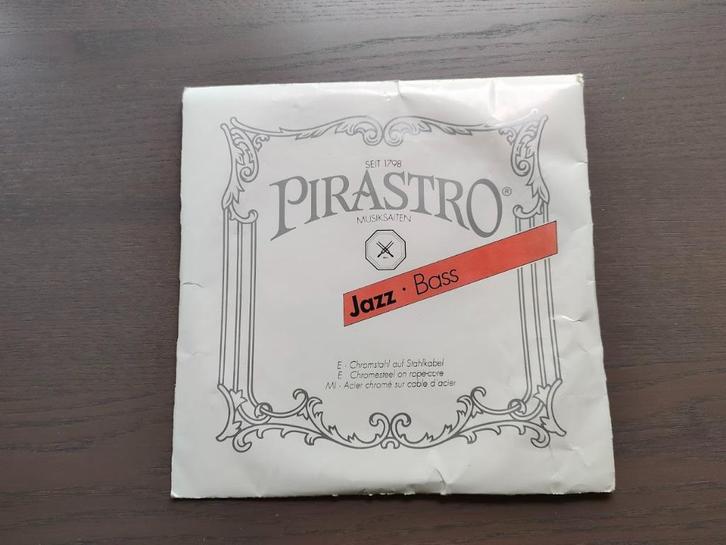 SEIT 1798
PIRASTRO®
MUSIKSAITEN
Jazz · Bass
E · Chromstahl auf Stahlkabel
E · Chromesteel on rope-core
MI · Acier chromé sur cable d'acier